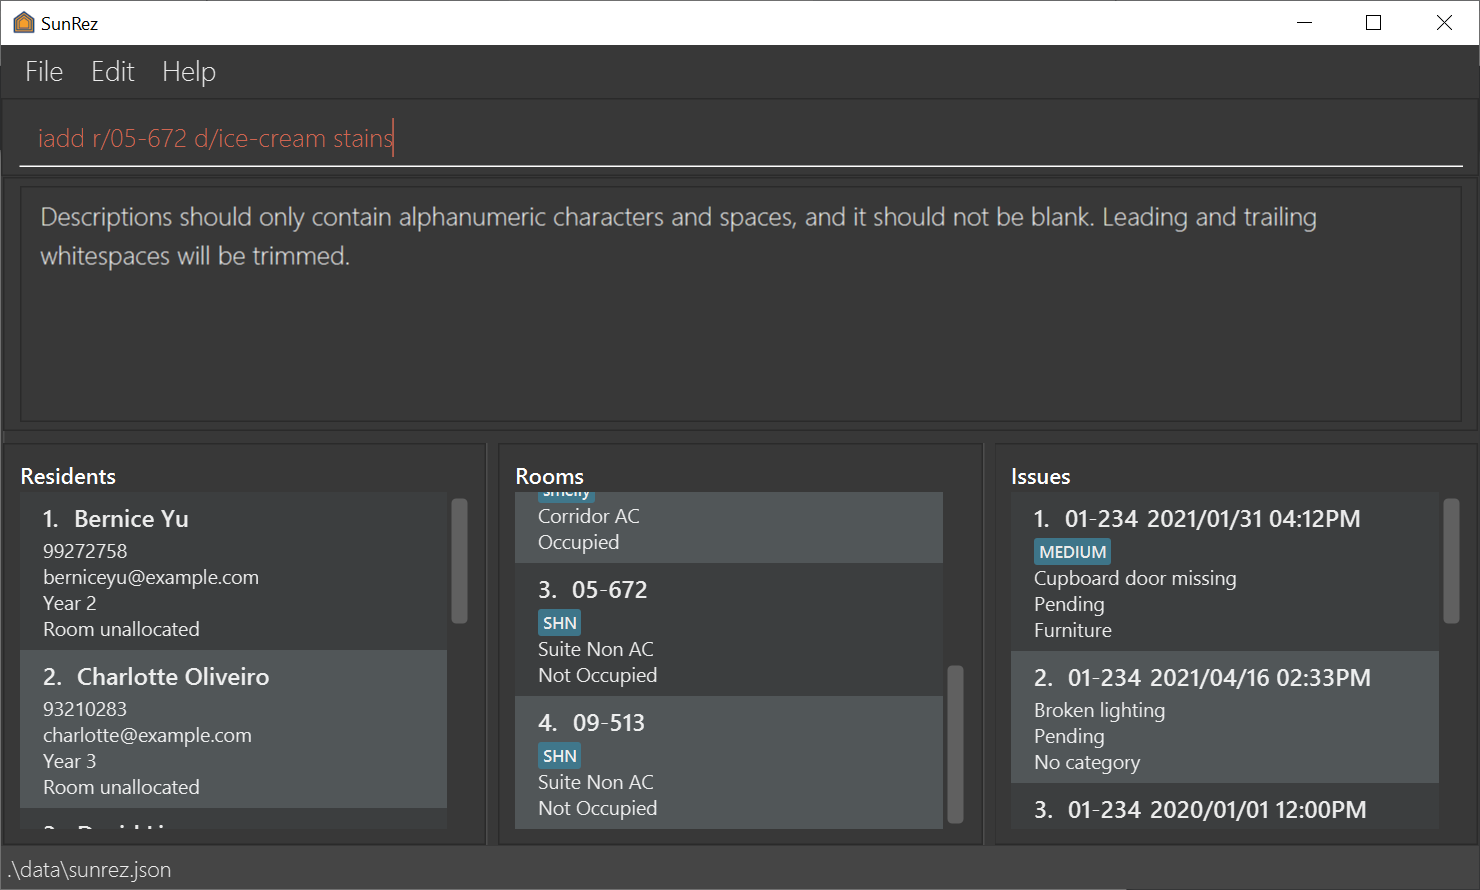 SunRez
File Edit Help
iadd r/05-672 d/ice-cream stains
Descriptions should only contain alphanumeric characters and spaces, and it should not be blank. Leading and trailing
whitespaces will be trimmed.
Residents
1. Bernice Yu
99272758
berniceyu@example.com
Year 2
Room unallocated
2. Charlotte Oliveiro
93210283
charlotte@example.com
Year 3
Room unallocated
Rooms
smelly
Corridor AC
Occupied
3. 05-672
SHN
Suite Non AC
Not Occupied
4. 09-513
SHN
Suite Non AC
Not Occupied
Issues
1. 01-234 2021/01/31 04:12PM
MEDIUM
Cupboard door missing
Pending
Furniture
2. 01-234 2021/04/16 02:33PM
Broken lighting
Pending
No category
3. 01-234 2020/01/01 12:00PM
.\data\sunrez.json